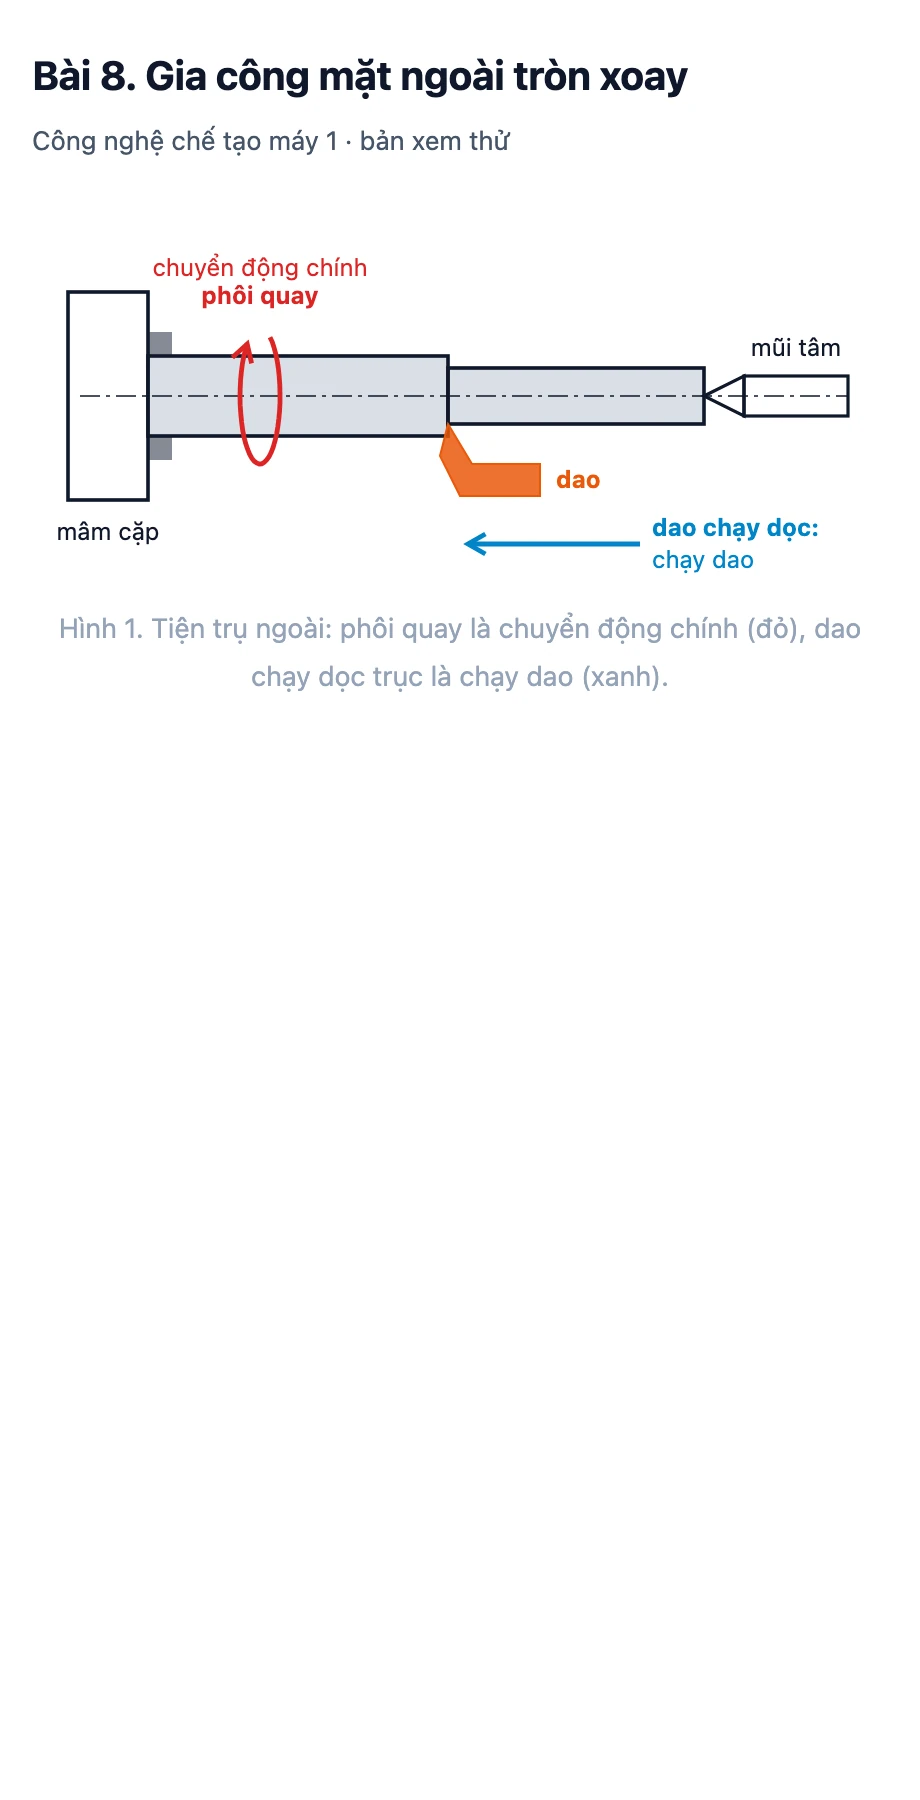 Bài 8. Gia công mặt ngoài tròn xoay
Công nghệ chế tạo máy 1 · bản xem thử
chuyển động chính
phôi quay
mũi tâm
dao
mâm cặp
dao chạy dọc:
chạy dao
Hình 1. Tiện trụ ngoài: phôi quay là chuyển động chính (đỏ), dao
chạy dọc trục là chạy dao (xanh).